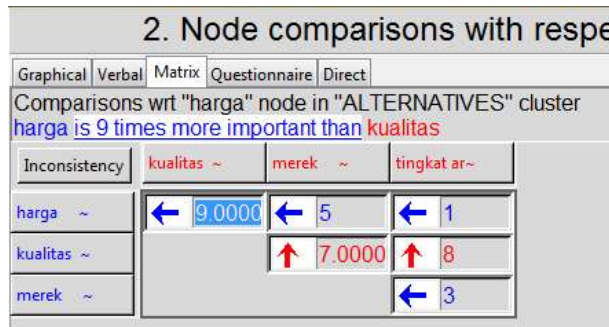 2. Node comparisons with respe
Graphical Verbal Matrix Questionnaire Direct
Comparisons wrt "harga" node in "ALTERNATIVES" cluster
harga is 9 times more important than kualitas
Inconsistency kualitas ~ merek ~ tingkat ar~
harga ~ 9.0000 5 1
kualitas ~ 7.0000 8
merek ~ 3